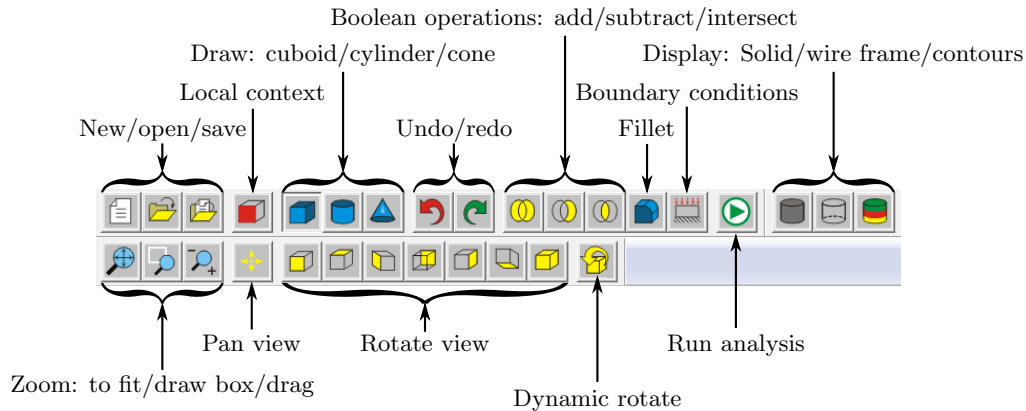 Boolean operations: add/subtract/intersect
Draw: cuboid/cylinder/cone
Display: Solid/wire frame/contours
Local context
Boundary conditions
New/open/save
Undo/redo
Fillet
Pan view
Rotate view
Run analysis
Zoom: to fit/draw box/drag
Dynamic rotate